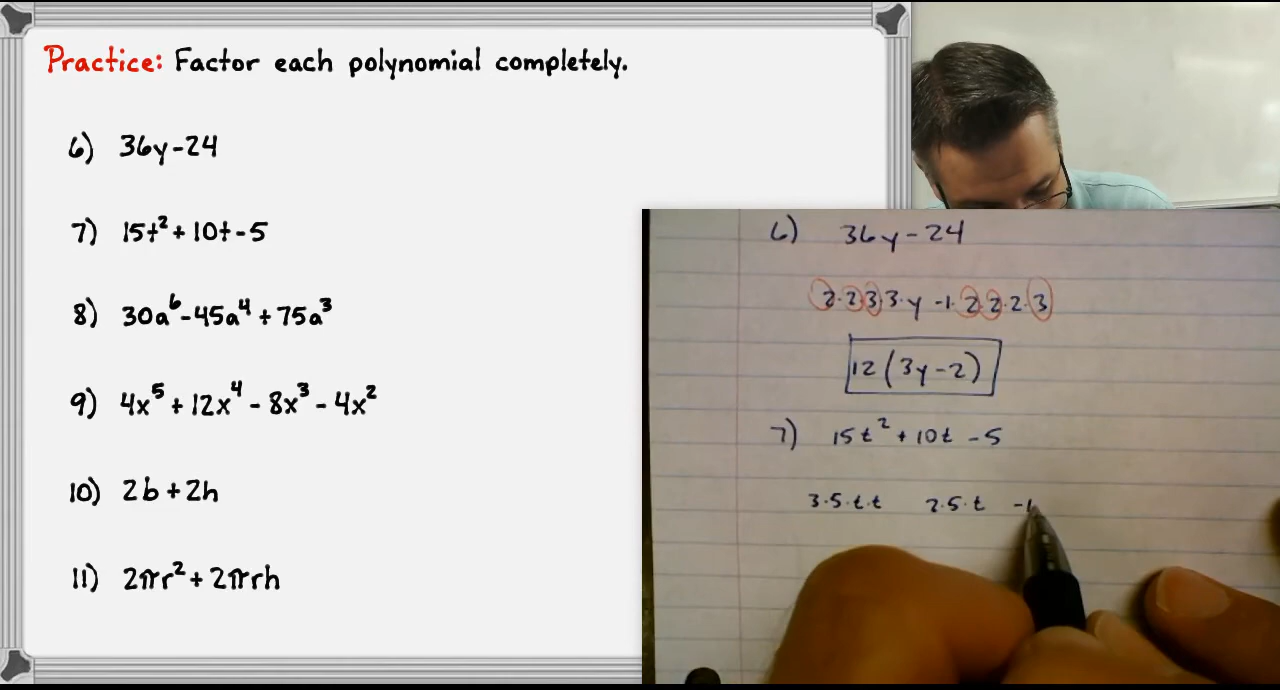 Practice: Factor each polynomial completely.
6) 36y-24
7) 15t² + 10t - 5
8) 30a⁶ - 45a⁴ + 75a³
9) 4x⁵ + 12x⁴ - 8x³ - 4x²
10) 2b + 2h
11) 2πr² + 2πrh
6) 36y - 24
2·2·3·3·y -1·2·2·2·3
12(3y-2)
7) 15t² + 10t - 5
3·5·t·t 2·5·t -1